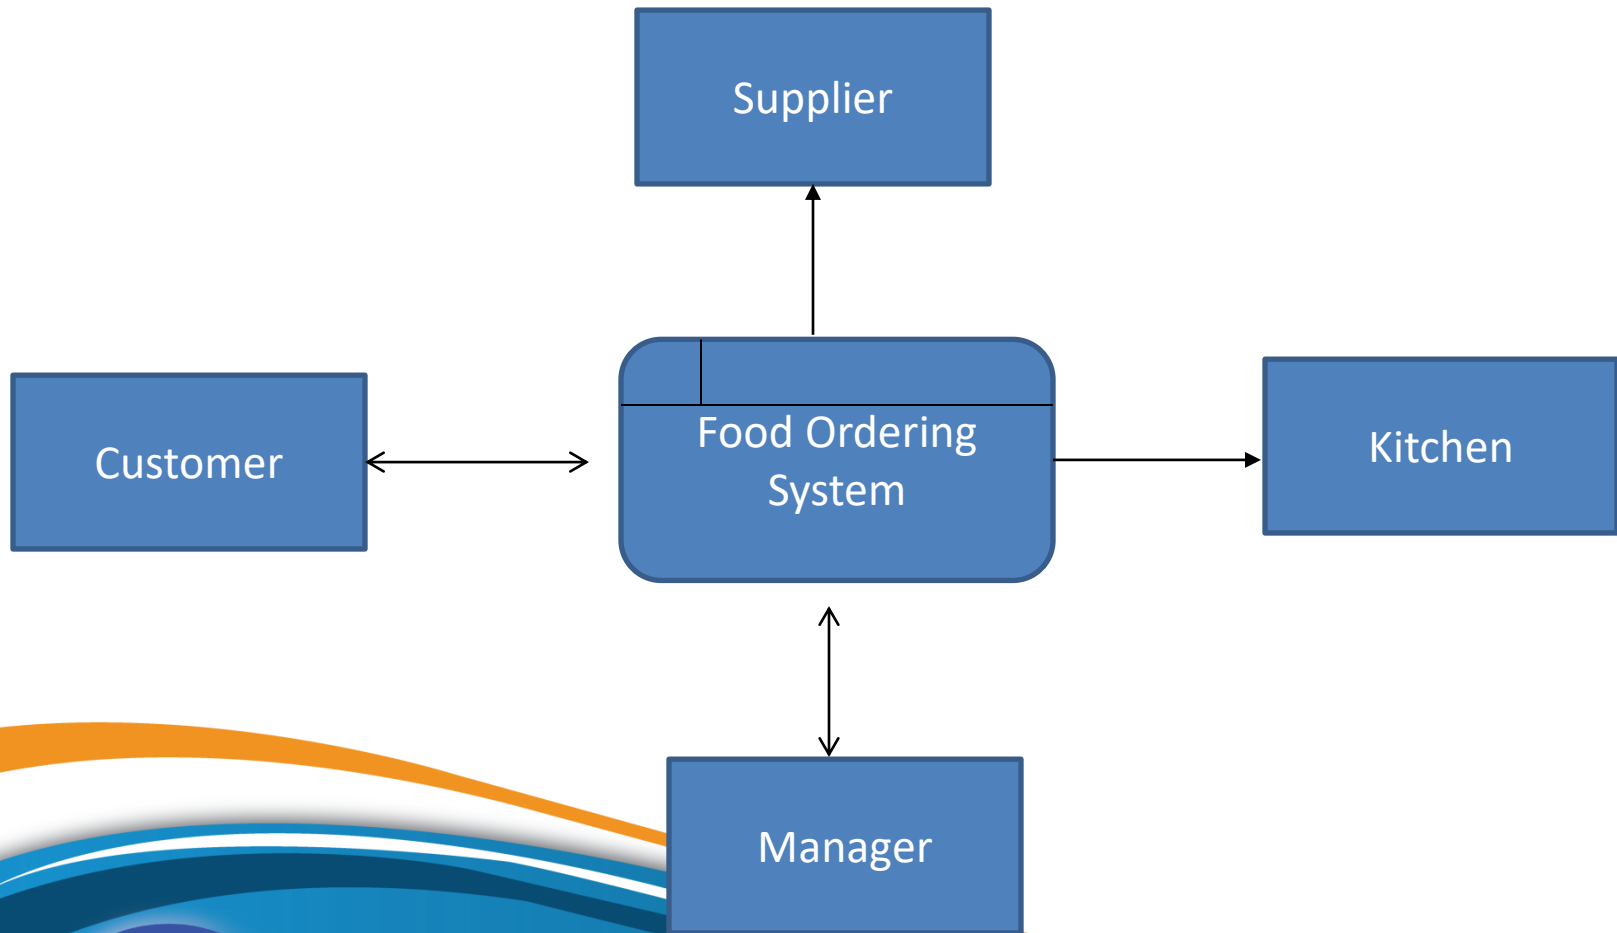 Supplier
Customer
Food Ordering
System
Kitchen
Manager